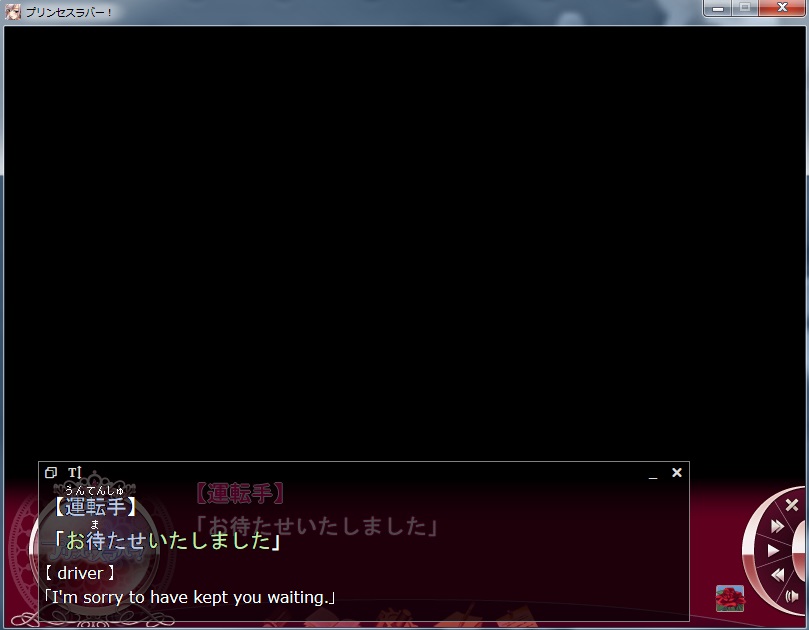 プリンセスラバー！
【運転手】
「お待たせいたしました」
T
うんてんしゅ
【運転手】
ま
「お待たせいたしました」
【 driver 】
「I'm sorry to have kept you waiting.」